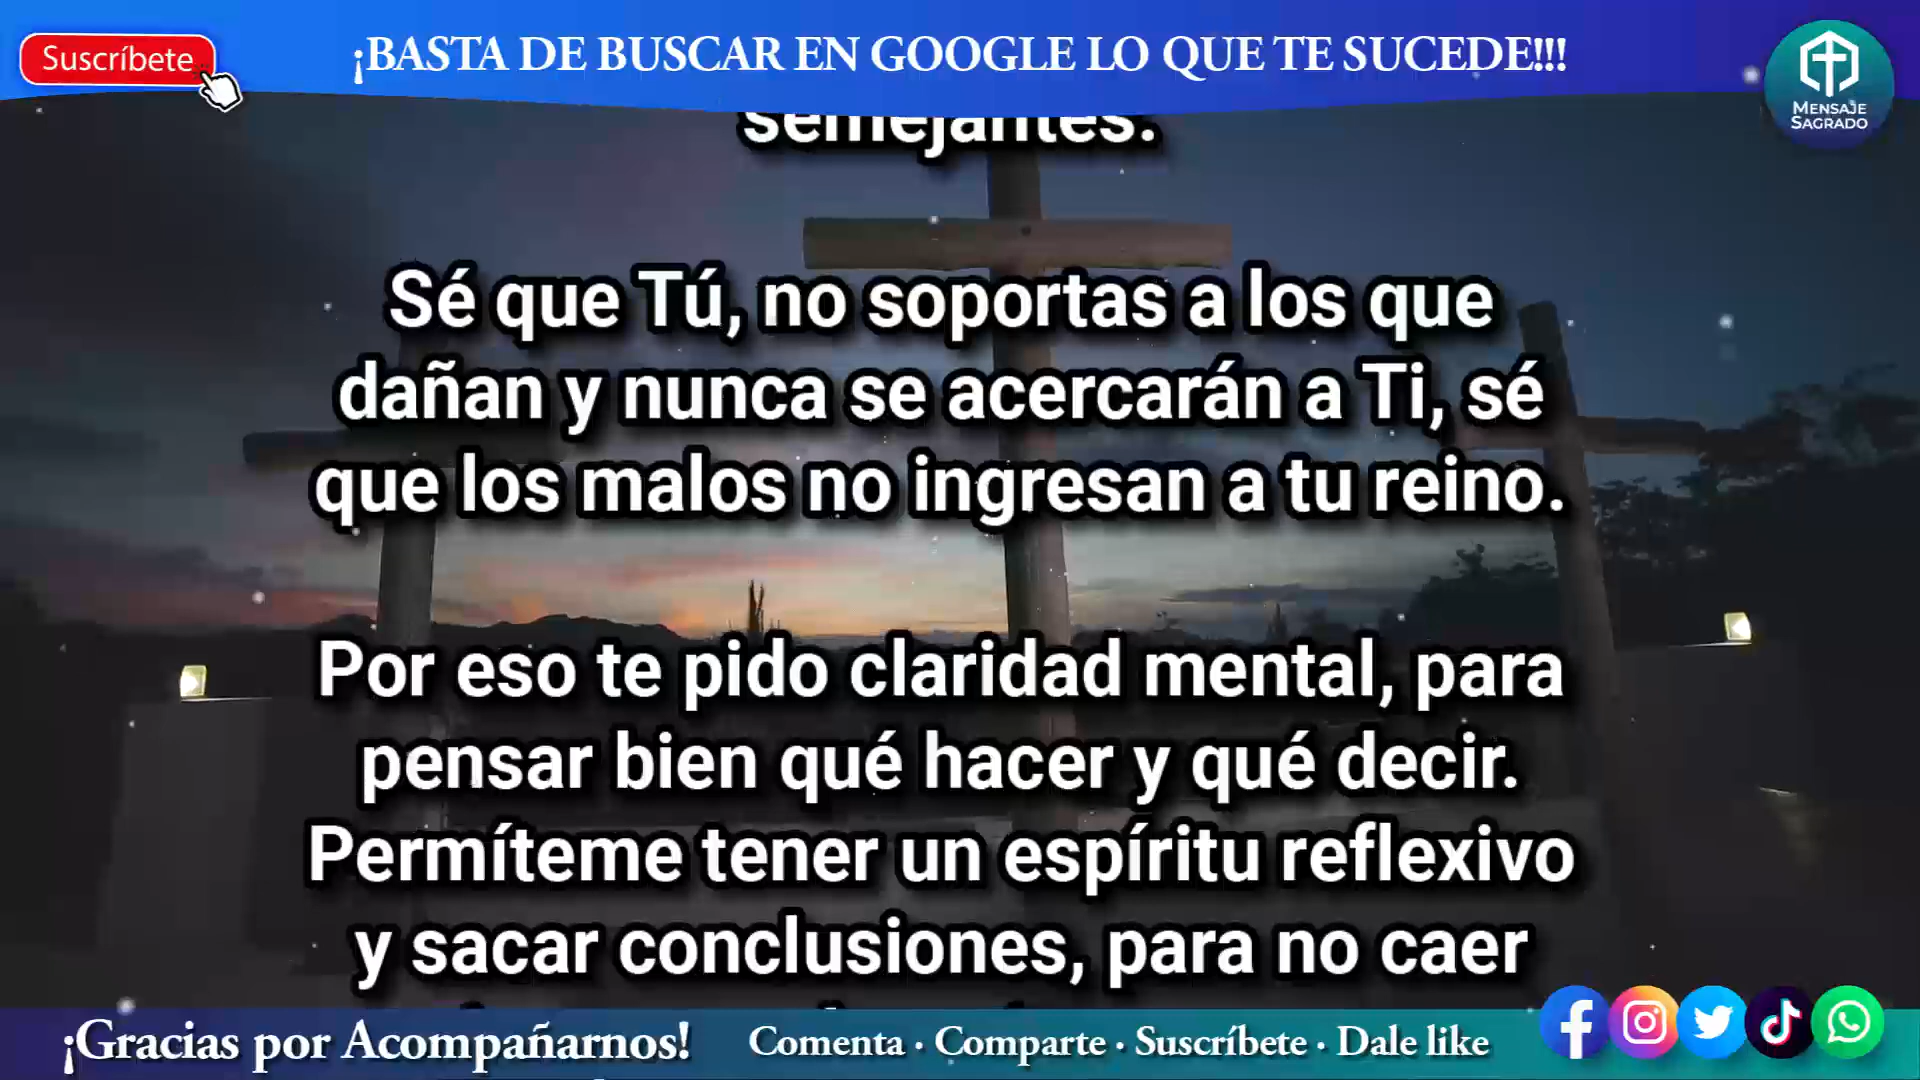 Suscríbete
¡BASTA DE BUSCAR EN GOOGLE LO QUE TE SUCEDE!!!
MENSAJE
SAGRADO
semejantes.
Sé que Tú, no soportas a los que
dañan y nunca se acercarán a Ti, sé
que los malos no ingresan a tu reino.
Por eso te pido claridad mental, para
pensar bien qué hacer y qué decir.
Permíteme tener un espíritu reflexivo
y sacar conclusiones, para no caer
¡Gracias por Acompañarnos!
Comenta · Comparte · Suscríbete · Dale like